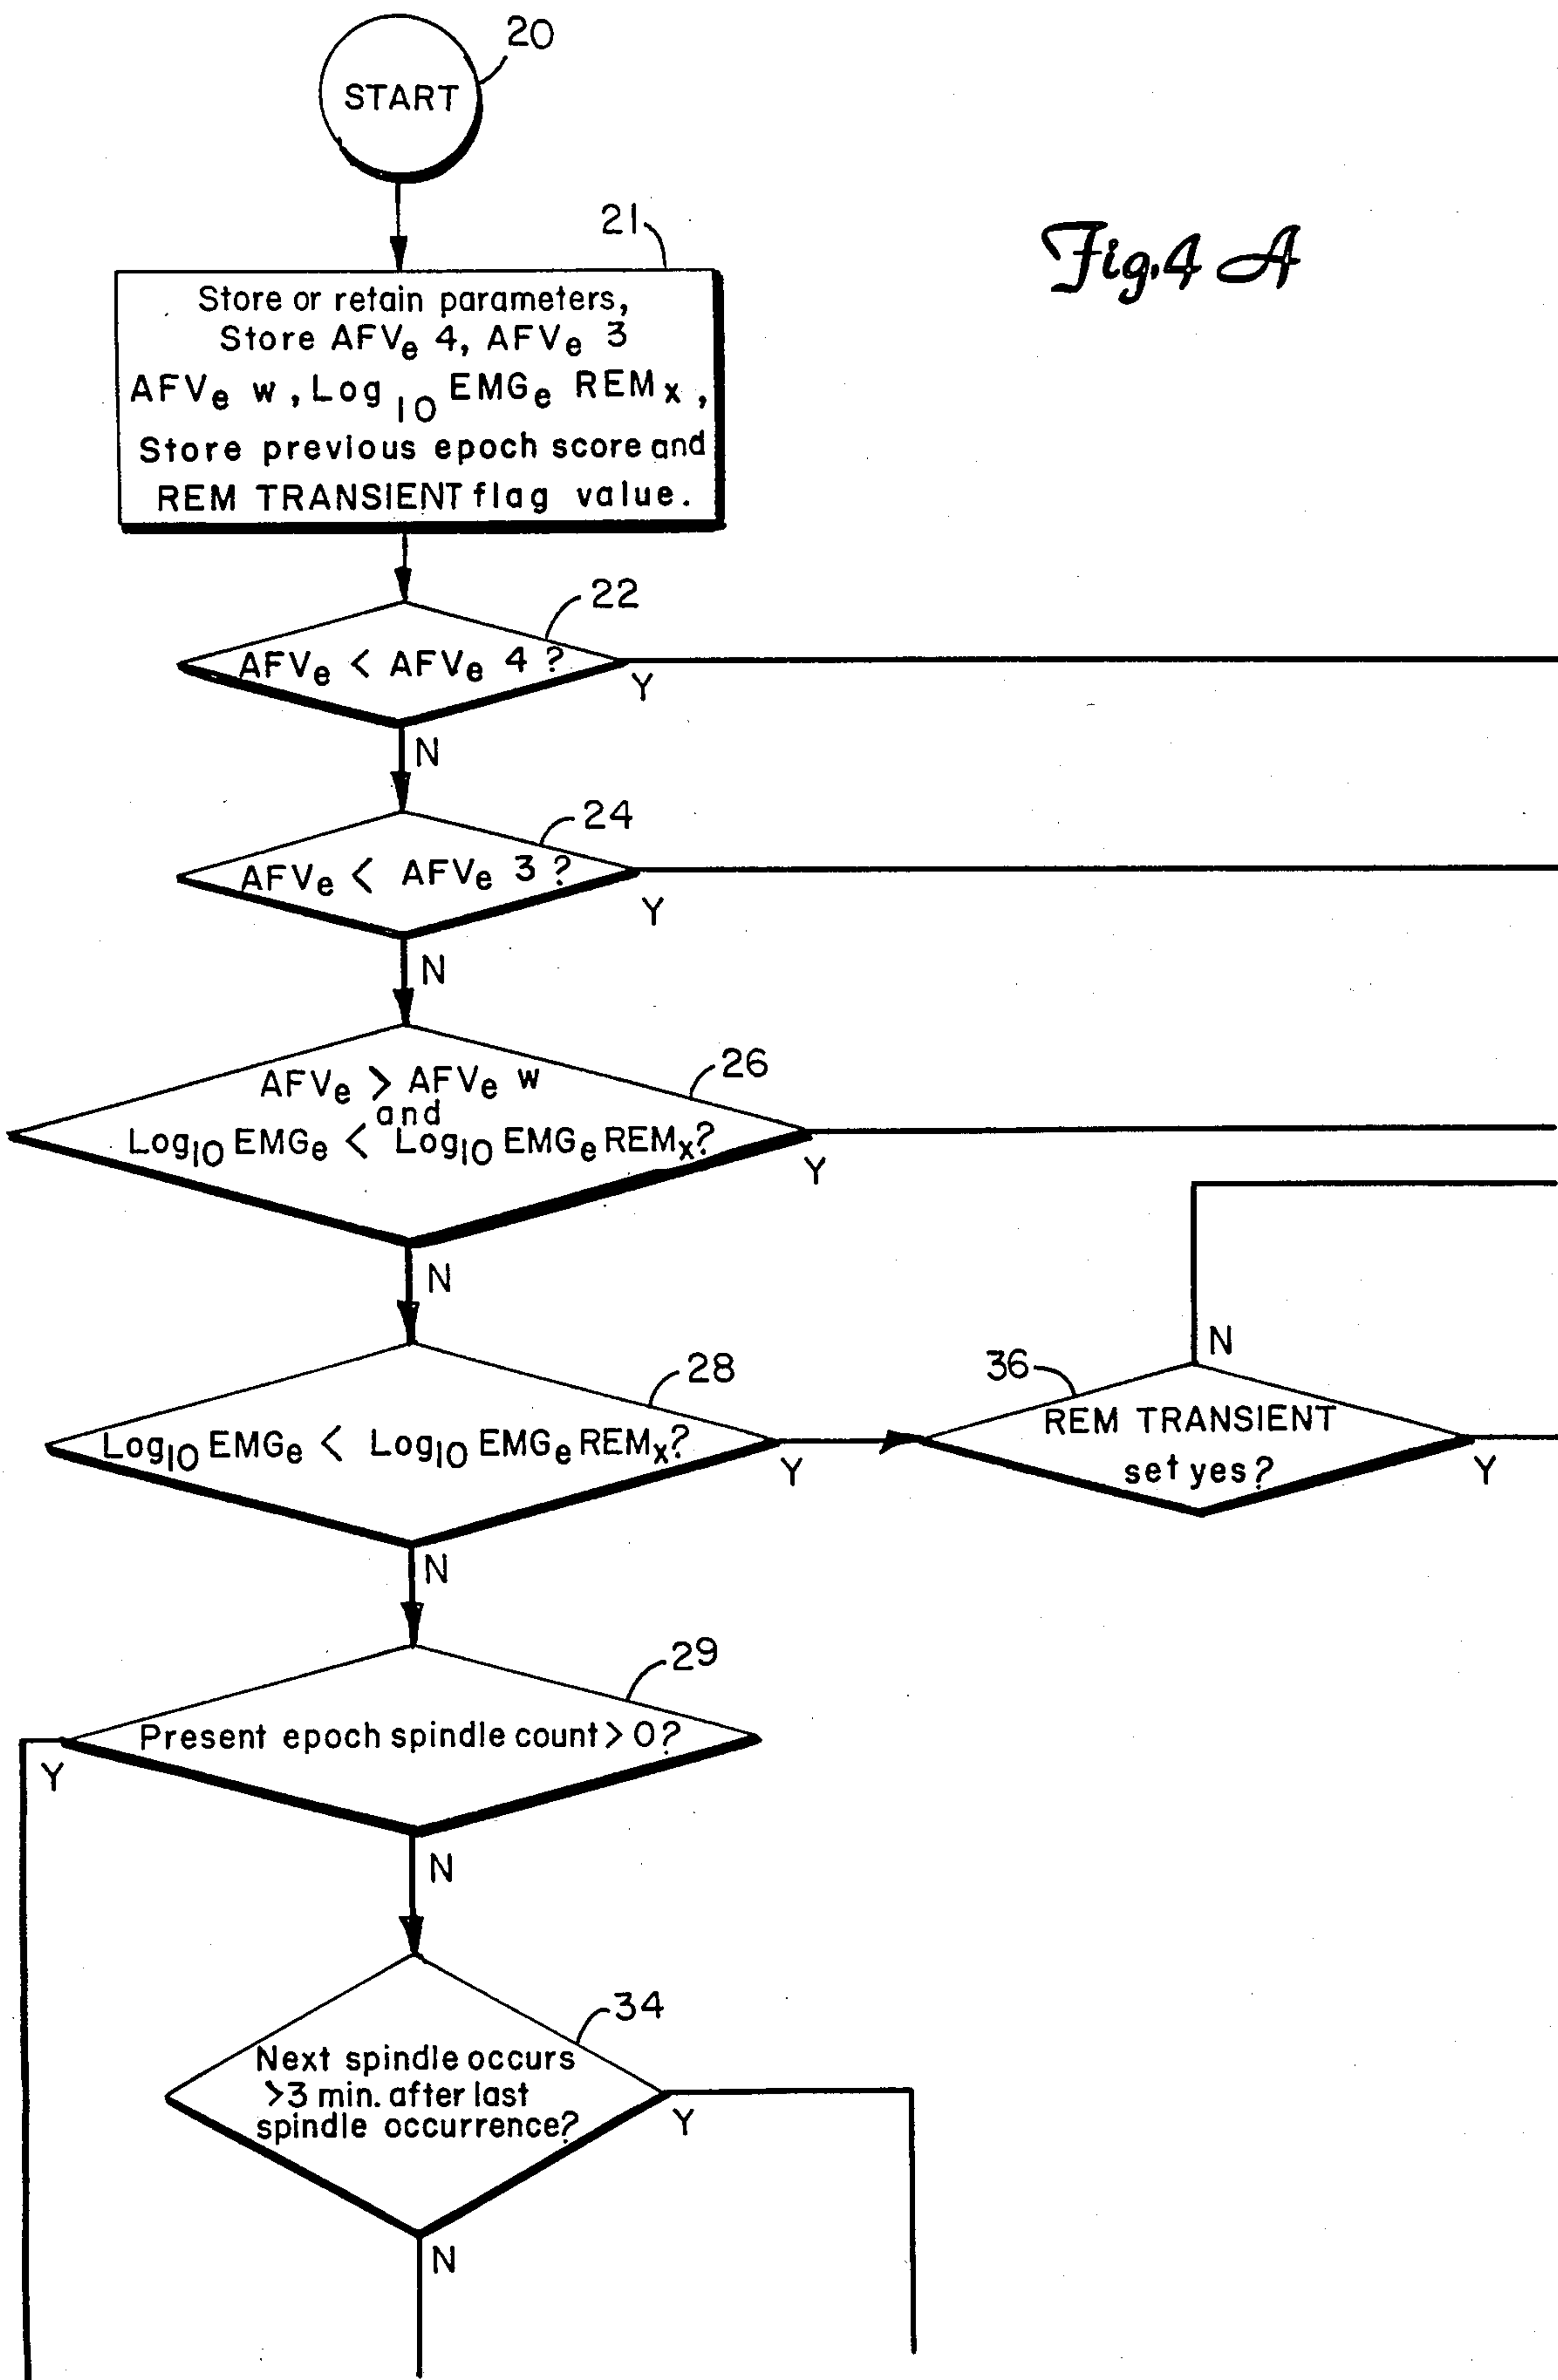 20
START
21
Fig. 4 A
Store or retain parameters,
Store AFVe 4, AFVe 3
AFVe w, Log 10 EMGe REMx,
Store previous epoch score and
REM TRANSIENT flag value.
22
AFVe < AFVe 4 ?
Y
N
24
AFVe < AFVe 3 ?
Y
N
26
AFVe > AFVe w
and
Log10 EMGe < Log10 EMGe REMx?
Y
N
N
28
36
Log10 EMGe < Log10 EMGe REMx?
Y
REM TRANSIENT
set yes?
Y
N
29
Present epoch spindle count > 0?
Y
N
34
Next spindle occurs
>3 min. after last
spindle occurrence?
Y
N